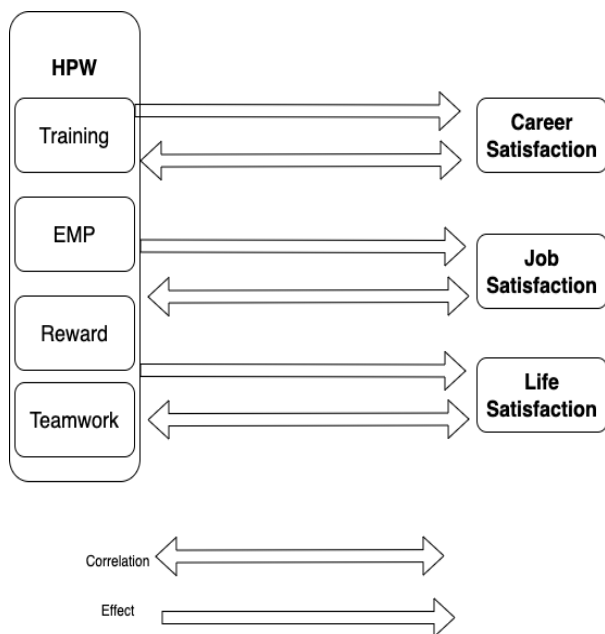 HPW
Training
Career
Satisfaction
EMP
Job
Satisfaction
Reward
Life
Satisfaction
Teamwork
Correlation
Effect